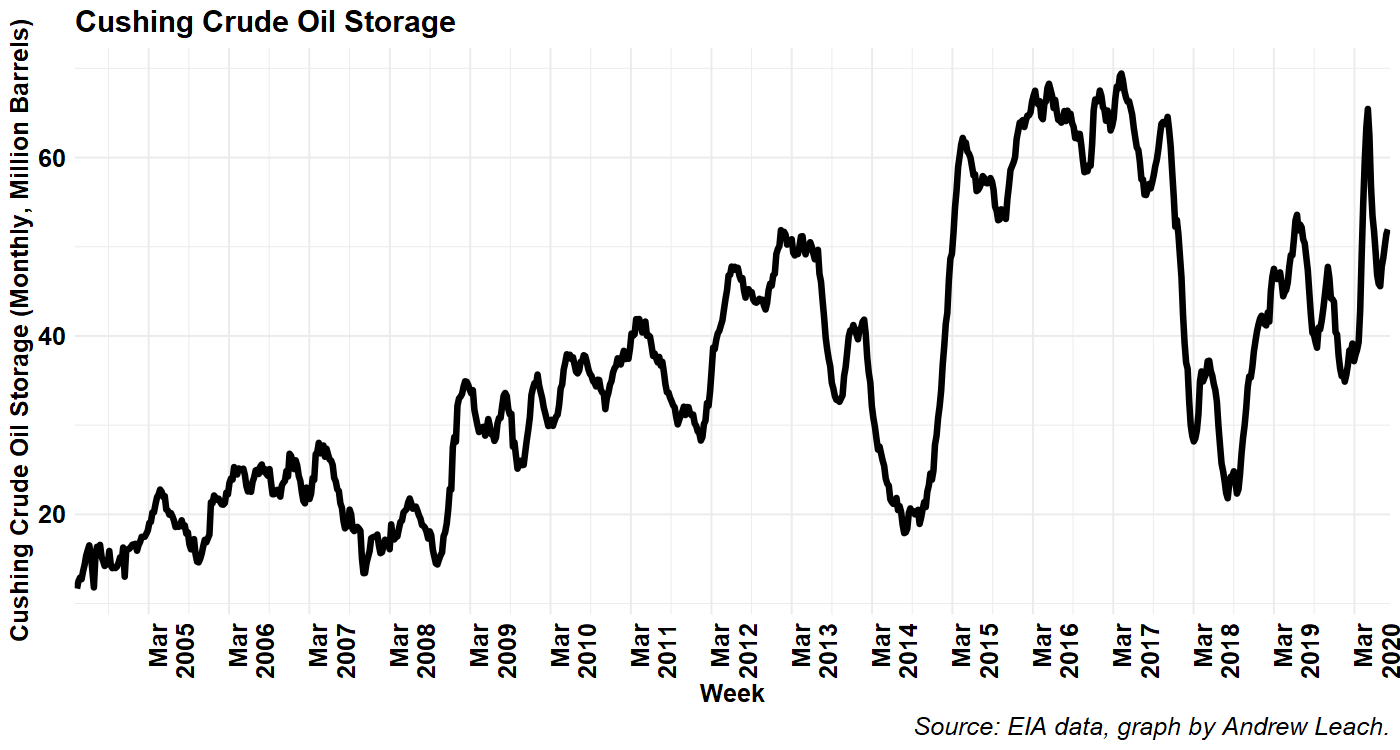 Cushing Crude Oil Storage
Cushing Crude Oil Storage (Monthly, Million Barrels)
60
40
20
Mar
2005
Mar
2006
Mar
2007
Mar
2008
Mar
2009
Mar
2010
Mar
2011
Mar
2012
Mar
2013
Mar
2014
Mar
2015
Mar
2016
Mar
2017
Mar
2018
Mar
2019
Mar
2020
Week
Source: EIA data, graph by Andrew Leach.